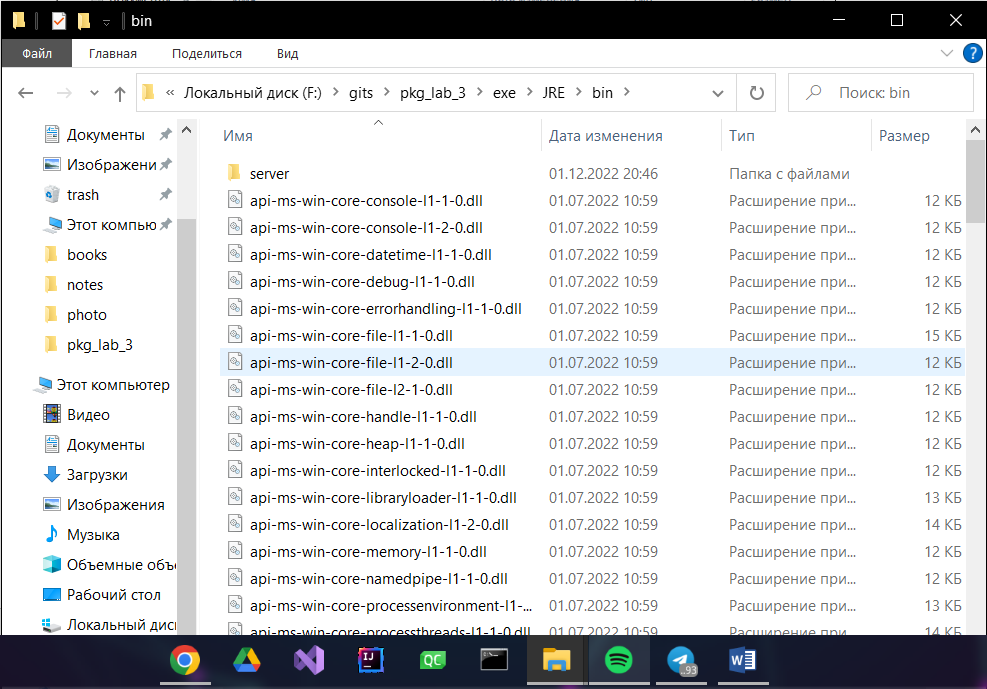 bin
Файл Главная Поделиться Вид ?
« Локальный диск (F:) > gits > pkg_lab_3 > exe > JRE > bin > Поиск: bin
Документы
Изображени
trash
Этот компью
books
notes
photo
pkg_lab_3
Этот компьютер
Видео
Документы
Загрузки
Изображения
Музыка
Объемные объ
Рабочий стол
Локальный дис
Имя Дата изменения Тип Размер
server 01.12.2022 20:46 Папка с файлами
api-ms-win-core-console-l1-1-0.dll 01.07.2022 10:59 Расширение при... 12 КБ
api-ms-win-core-console-l1-2-0.dll 01.07.2022 10:59 Расширение при... 12 КБ
api-ms-win-core-datetime-l1-1-0.dll 01.07.2022 10:59 Расширение при... 12 КБ
api-ms-win-core-debug-l1-1-0.dll 01.07.2022 10:59 Расширение при... 12 КБ
api-ms-win-core-errorhandling-l1-1-0.dll 01.07.2022 10:59 Расширение при... 12 КБ
api-ms-win-core-file-l1-1-0.dll 01.07.2022 10:59 Расширение при... 15 КБ
api-ms-win-core-file-l1-2-0.dll 01.07.2022 10:59 Расширение при... 12 КБ
api-ms-win-core-file-l2-1-0.dll 01.07.2022 10:59 Расширение при... 12 КБ
api-ms-win-core-handle-l1-1-0.dll 01.07.2022 10:59 Расширение при... 12 КБ
api-ms-win-core-heap-l1-1-0.dll 01.07.2022 10:59 Расширение при... 12 КБ
api-ms-win-core-interlocked-l1-1-0.dll 01.07.2022 10:59 Расширение при... 12 КБ
api-ms-win-core-libraryloader-l1-1-0.dll 01.07.2022 10:59 Расширение при... 13 КБ
api-ms-win-core-localization-l1-2-0.dll 01.07.2022 10:59 Расширение при... 14 КБ
api-ms-win-core-memory-l1-1-0.dll 01.07.2022 10:59 Расширение при... 12 КБ
api-ms-win-core-namedpipe-l1-1-0.dll 01.07.2022 10:59 Расширение при... 12 КБ
api-ms-win-core-processenvironment-l1-... 01.07.2022 10:59 Расширение при... 13 КБ
api-ms-win-core-processthreads-l1-1-0.dll 01.07.2022 10:59 Расширение при... 14 КБ
IJ QC 93 W